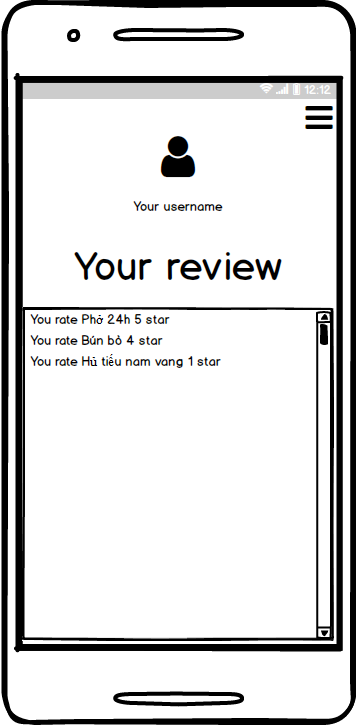 12:12
Your username
Your review
You rate Phở 24h 5 star
You rate Bún bò 4 star
You rate Hủ tiếu nam vang 1 star